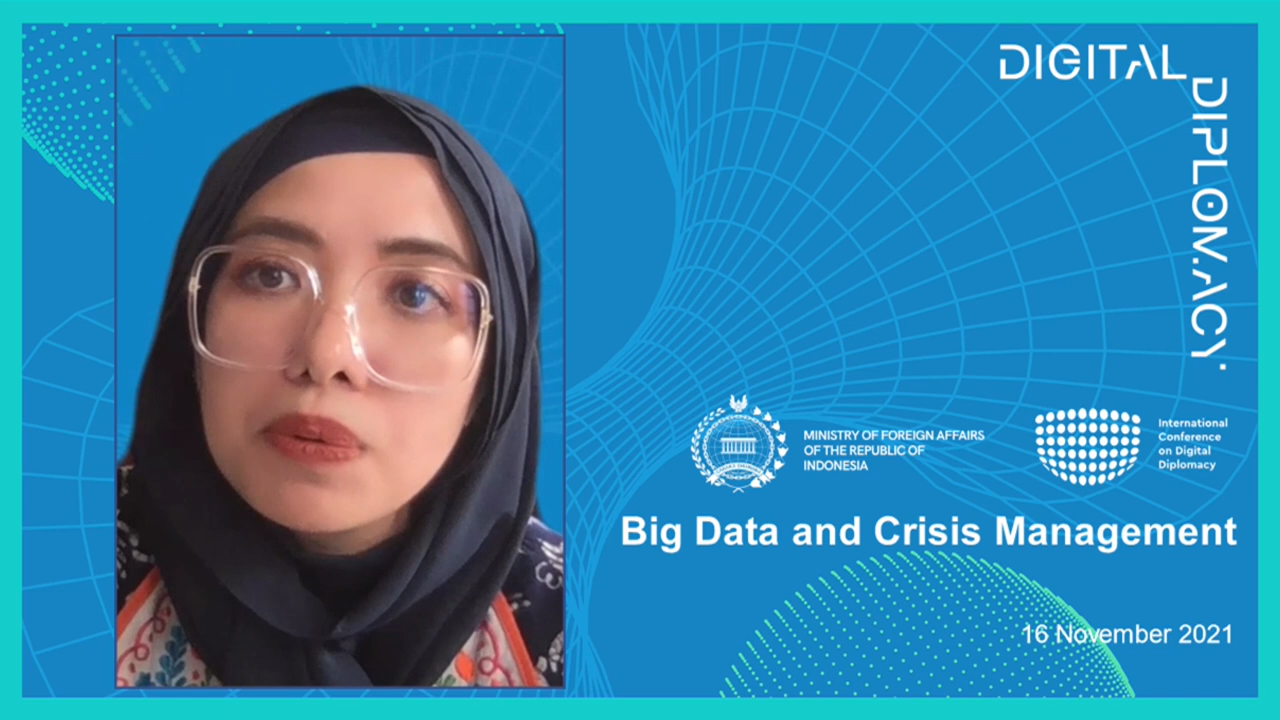 DIGITAL
DIPLOMACY.
MINISTRY OF FOREIGN AFFAIRS
OF THE REPUBLIC OF
INDONESIA
International
Conference
on Digital
Diplomacy
Big Data and Crisis Management
16 November 2021